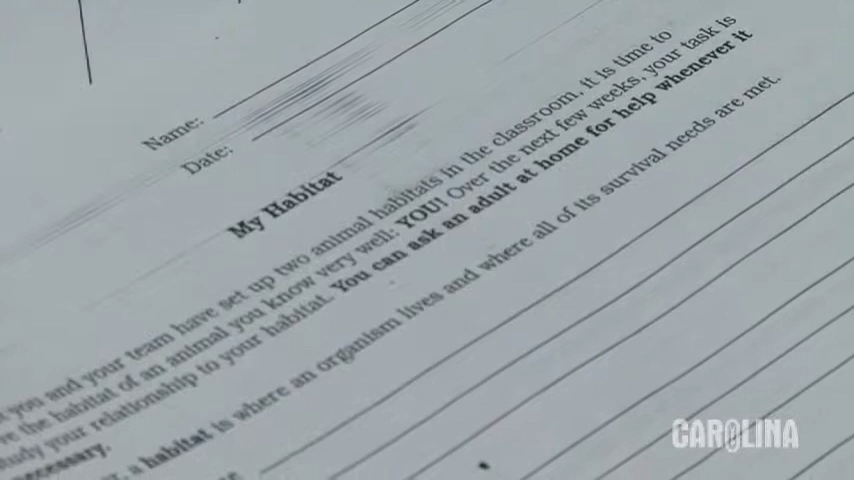 Name:
Date:
My Habitat
you and your team have set up two animal habitats in the classroom, it is time to
the habitat of an animal you know very well: YOU! Over the next few weeks, your task is
study your relationship to your habitat. You can ask an adult at home for help whenever it
necessary.
a habitat is where an organism lives and where all of its survival needs are met.
CAROLINA